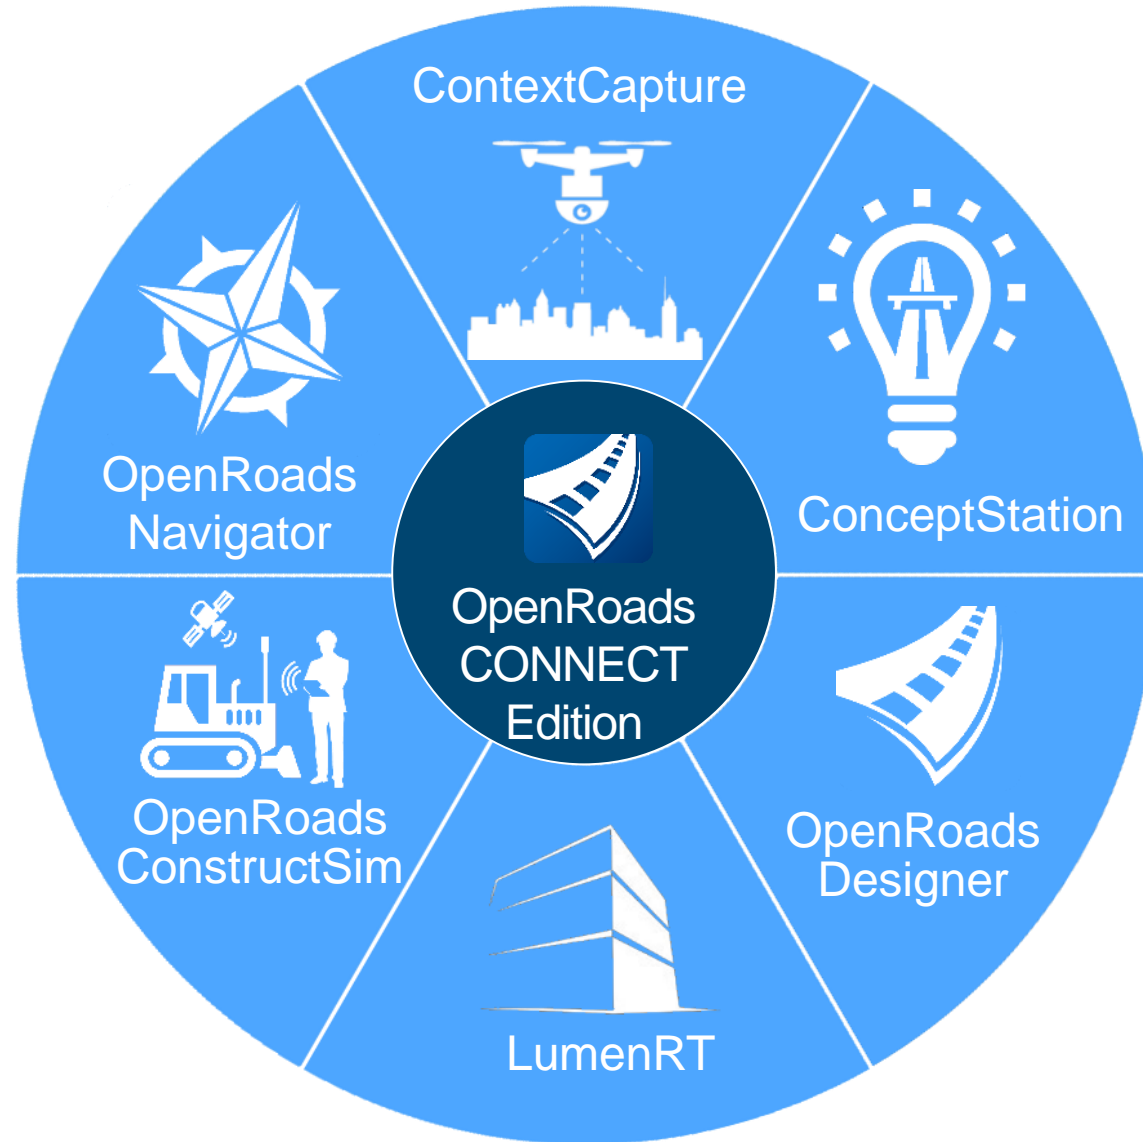 ContextCapture
ConceptStation
OpenRoads
Designer
LumenRT
OpenRoads
ConstructSim
OpenRoads
Navigator
OpenRoads
CONNECT
Edition